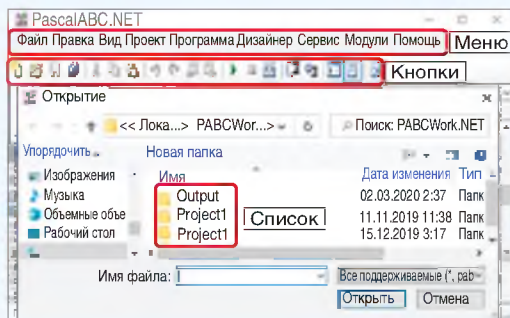 PascalABC.NET
Файл Правка Вид Проект Программа Дизайнер Сервис Модули Помощь
Меню
Кнопки
Открытие
<< Лока...> PABCWor...>
Поиск: PABCWork.NET
Упорядочить
Новая папка
Изображения
Музыка
Объемные объе
Рабочий стол
Имя
Дата изменения
Тип
Output
02.03.2020 2:37
Папк
Project1
11.11.2019 11:38
Папк
Project1
15.12.2019 3:17
Папк
Список
Имя файла:
Все поддерживаемые (*, pab
Открыть
Отмена